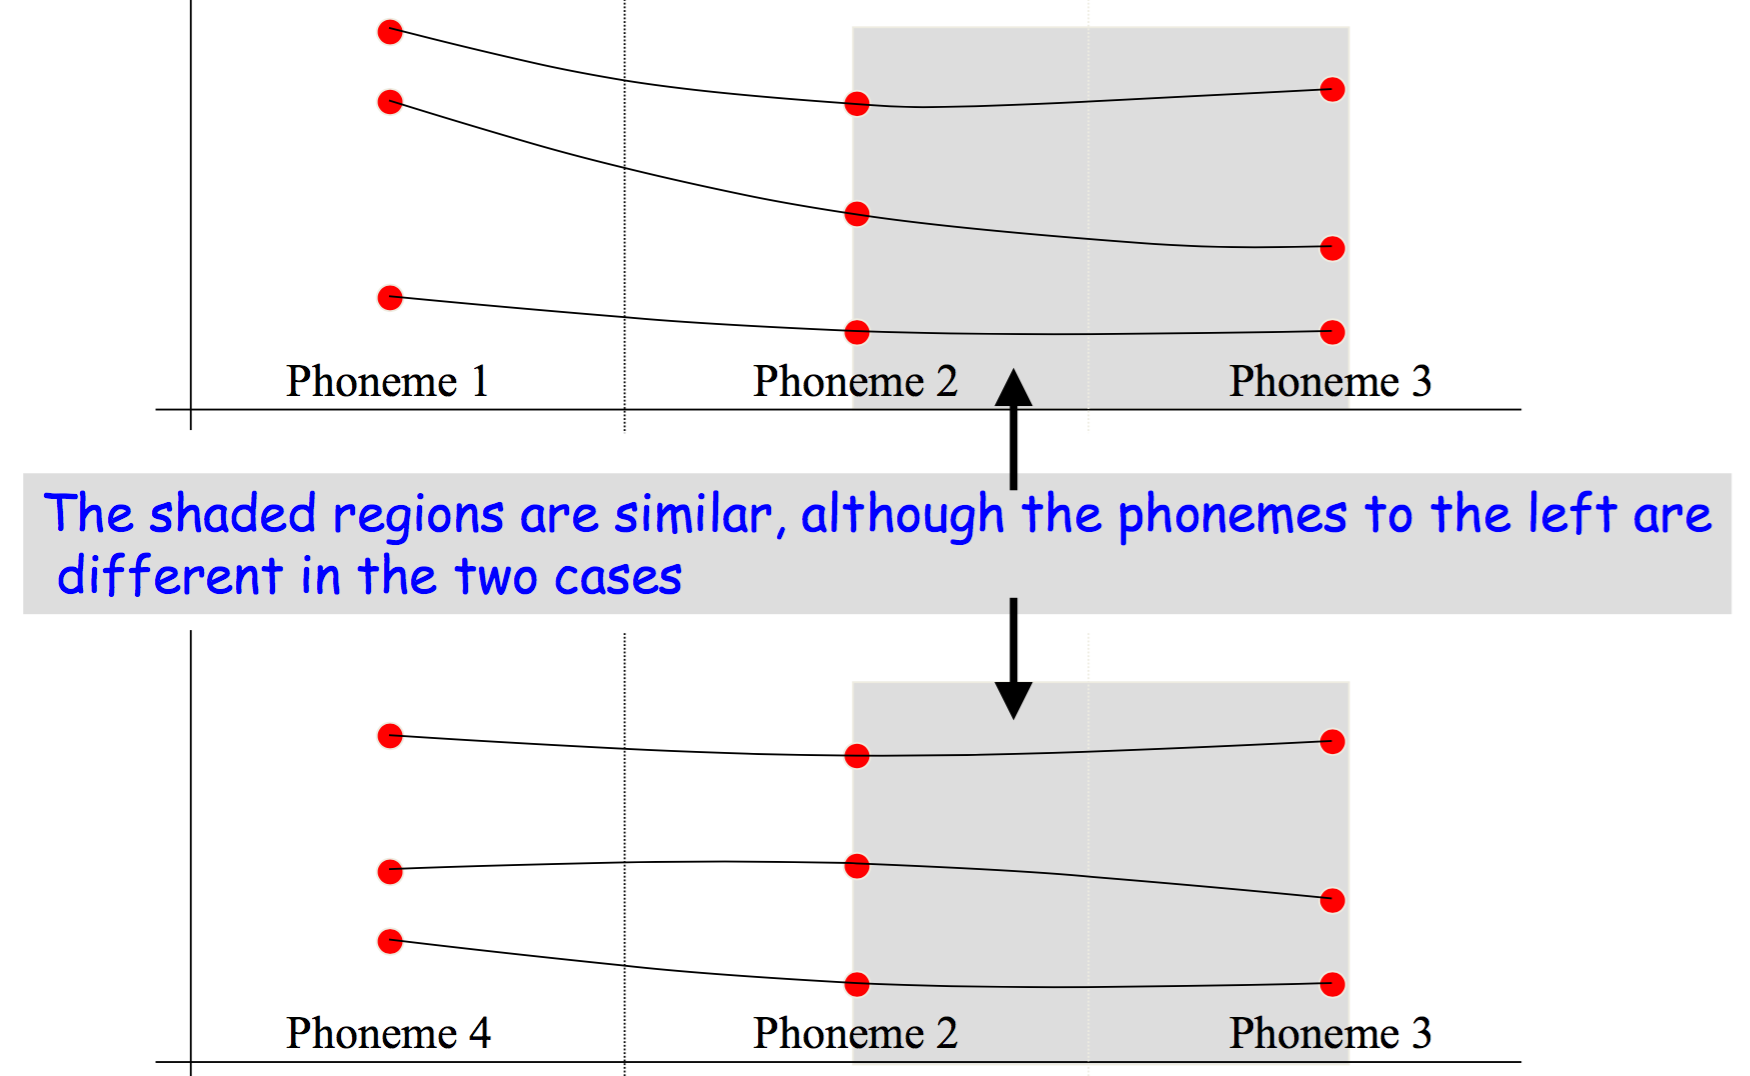 Phoneme 1 Phoneme 2 Phoneme 3
The shaded regions are similar, although the phonemes to the left are
different in the two cases
Phoneme 4 Phoneme 2 Phoneme 3